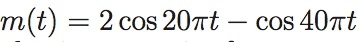 m(t) = 2 cos 20πt − cos 40πt